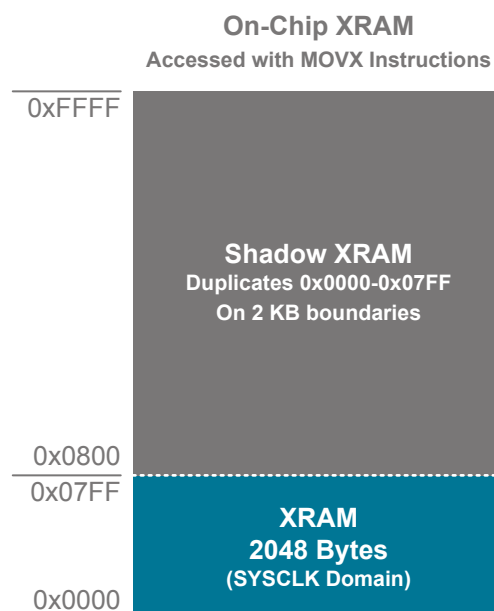 On-Chip XRAM
Accessed with MOVX Instructions
0xFFFF
Shadow XRAM
Duplicates 0x0000-0x07FF
On 2 KB boundaries
0x0800
0x07FF
XRAM
2048 Bytes
(SYSCLK Domain)
0x0000